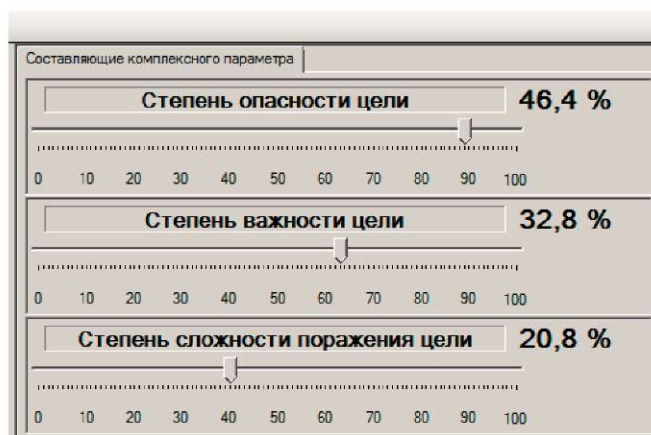 Составляющие комплексного параметра
Степень опасности цели 46,4 %
0 10 20 30 40 50 60 70 80 90 100
Степень важности цели 32,8 %
0 10 20 30 40 50 60 70 80 90 100
Степень сложности поражения цели 20,8 %
0 10 20 30 40 50 60 70 80 90 100